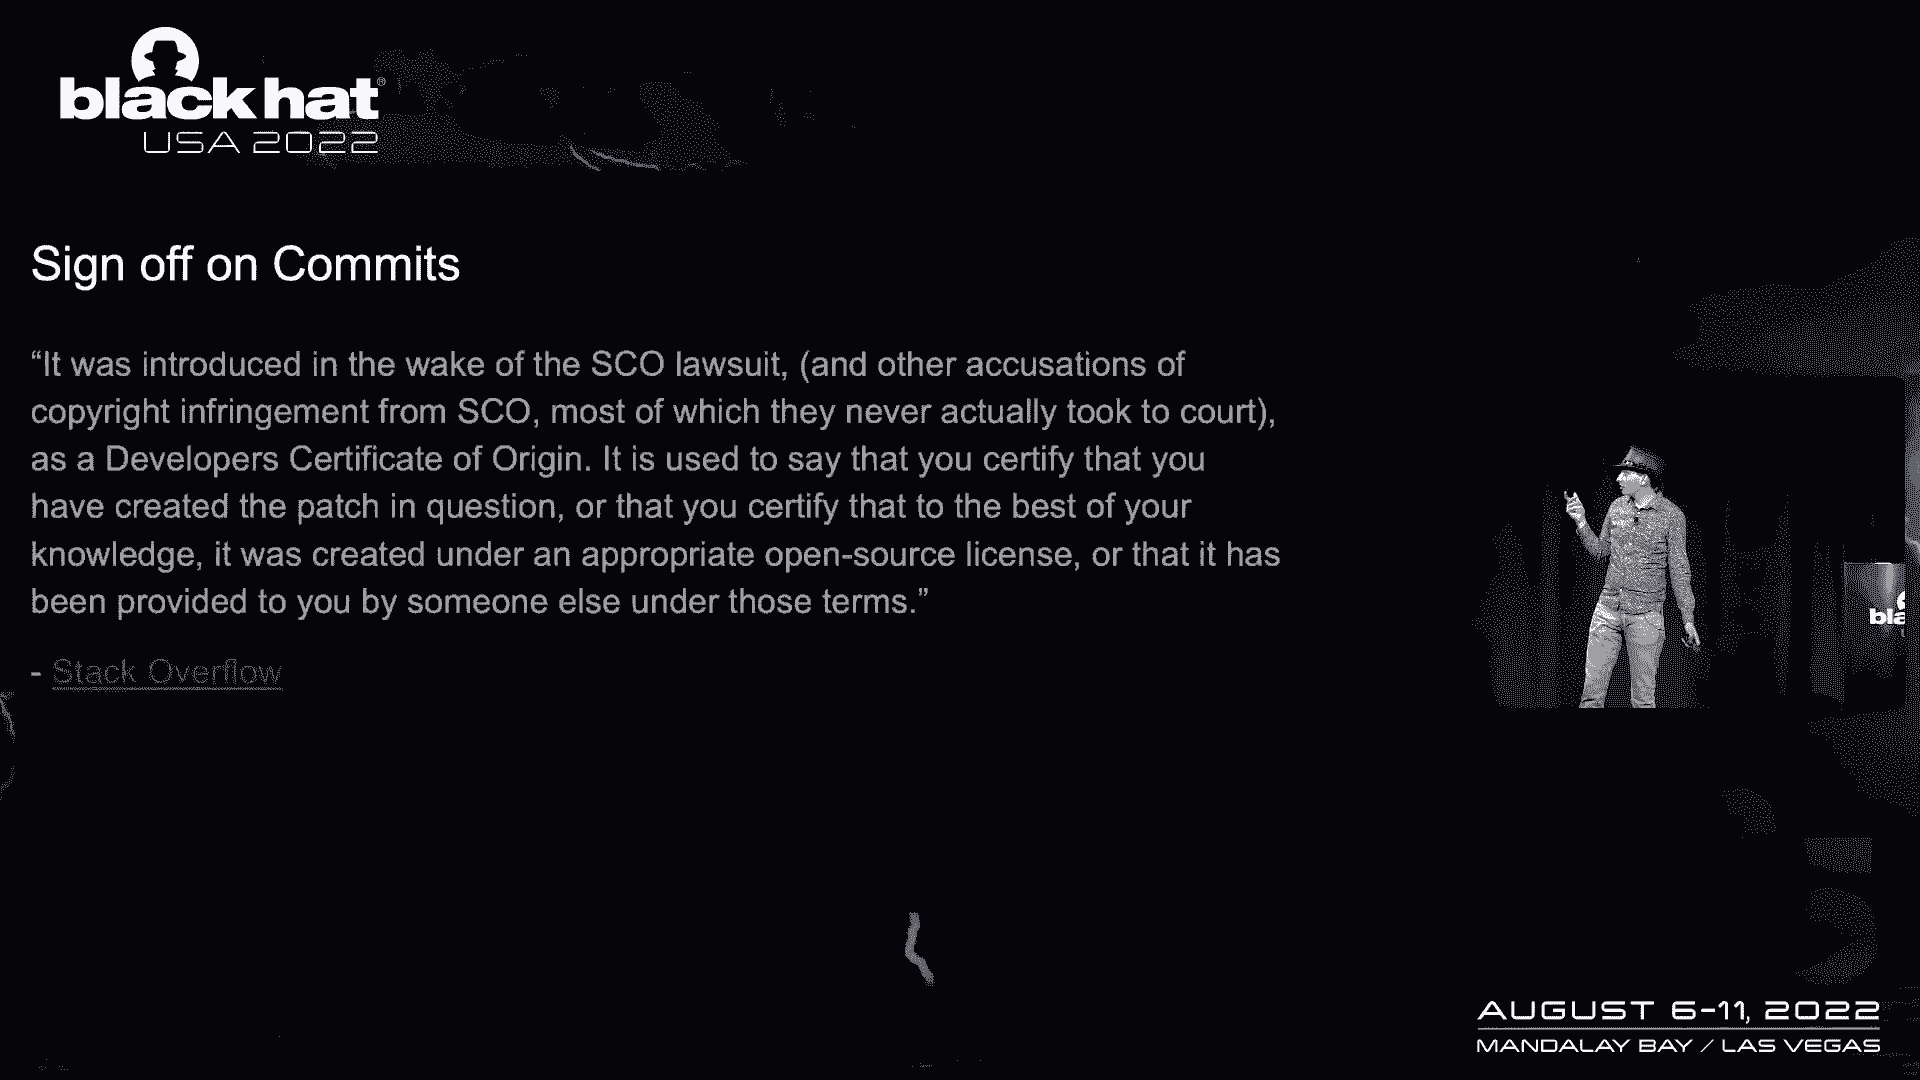 black hat®
USA 2022
Sign off on Commits
“It was introduced in the wake of the SCO lawsuit, (and other accusations of
copyright infringement from SCO, most of which they never actually took to court),
as a Developers Certificate of Origin. It is used to say that you certify that you
have created the patch in question, or that you certify that to the best of your
knowledge, it was created under an appropriate open-source license, or that it has
been provided to you by someone else under those terms.”
- Stack Overflow
bla
AUGUST 6-11, 2022
MANDALAY BAY / LAS VEGAS